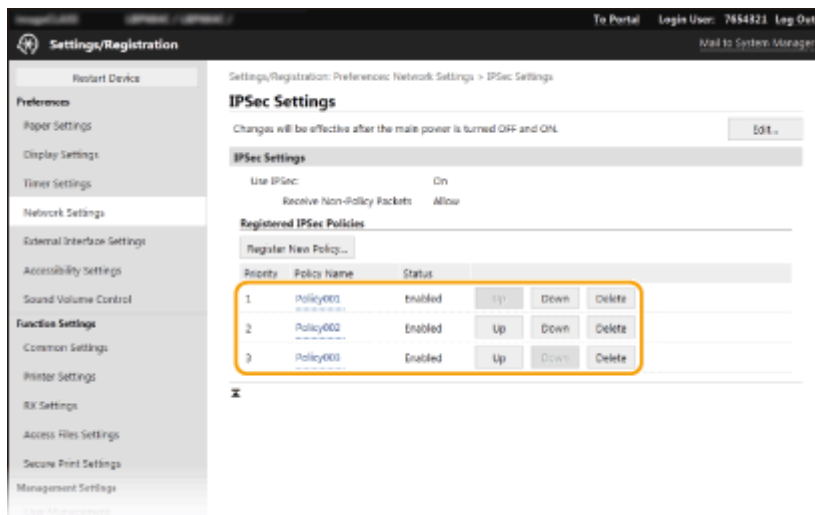 To Portal Login User: 7654321 Log Out
Settings/Registration
Mail to System Manager
Restart Device
Preferences
Paper Settings
Display Settings
Timer Settings
Network Settings
External Interface Settings
Accessibility Settings
Sound Volume Control
Function Settings
Common Settings
Printer Settings
RX Settings
Access Files Settings
Secure Print Settings
Management Settings
Settings/Registration: Preferences: Network Settings > IPSec Settings
IPSec Settings
Changes will be effective after the main power is turned OFF and ON.
Edit...
IPSec Settings
Use IPSec: On
Receive Non-Policy Packets Allow
Registered IPSec Policies
Register New Policy...
Priority Policy Name Status
1 Policy001 Enabled Up Down Delete
2 Policy002 Enabled Up Down Delete
3 Policy003 Enabled Up Down Delete